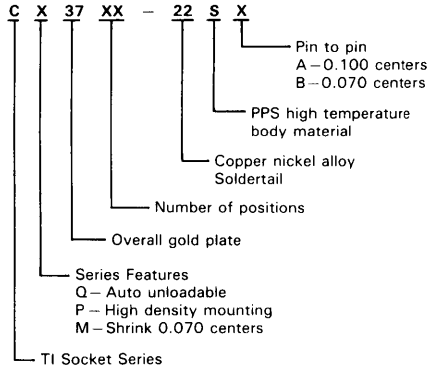 C X 37 XX – 22 S X
Pin to pin
A – 0.100 centers
B – 0.070 centers
PPS high temperature
body material
Copper nickel alloy
Soldertail
Number of positions
Overall gold plate
Series Features
Q – Auto unloadable
P – High density mounting
M – Shrink 0.070 centers
TI Socket Series